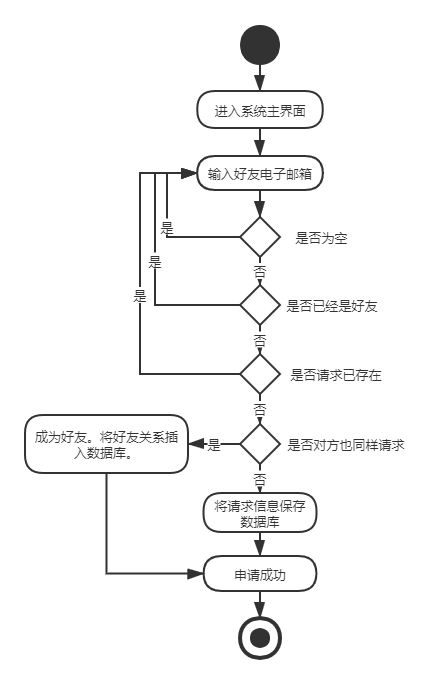 进入系统主界面
输入好友电子邮箱
是
是否为空
是
否
是否已经是好友
是
否
是否请求已存在
否
成为好友。将好友关系插
入数据库。
是
是否对方也同样请求
否
将请求信息保存
数据库
申请成功